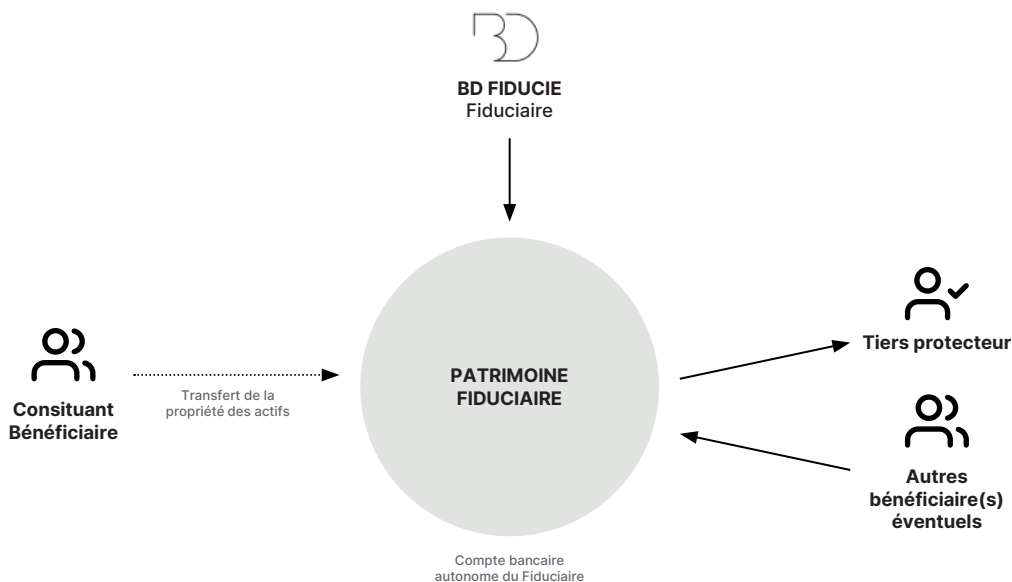 BD
BD FIDUCIE
Fiduciaire
Consituant
Bénéficiaire
Transfert de la
propriété des actifs
PATRIMOINE
FIDUCIAIRE
Tiers protecteur
Autres
bénéficiaire(s)
éventuels
Compte bancaire
autonome du Fiduciaire